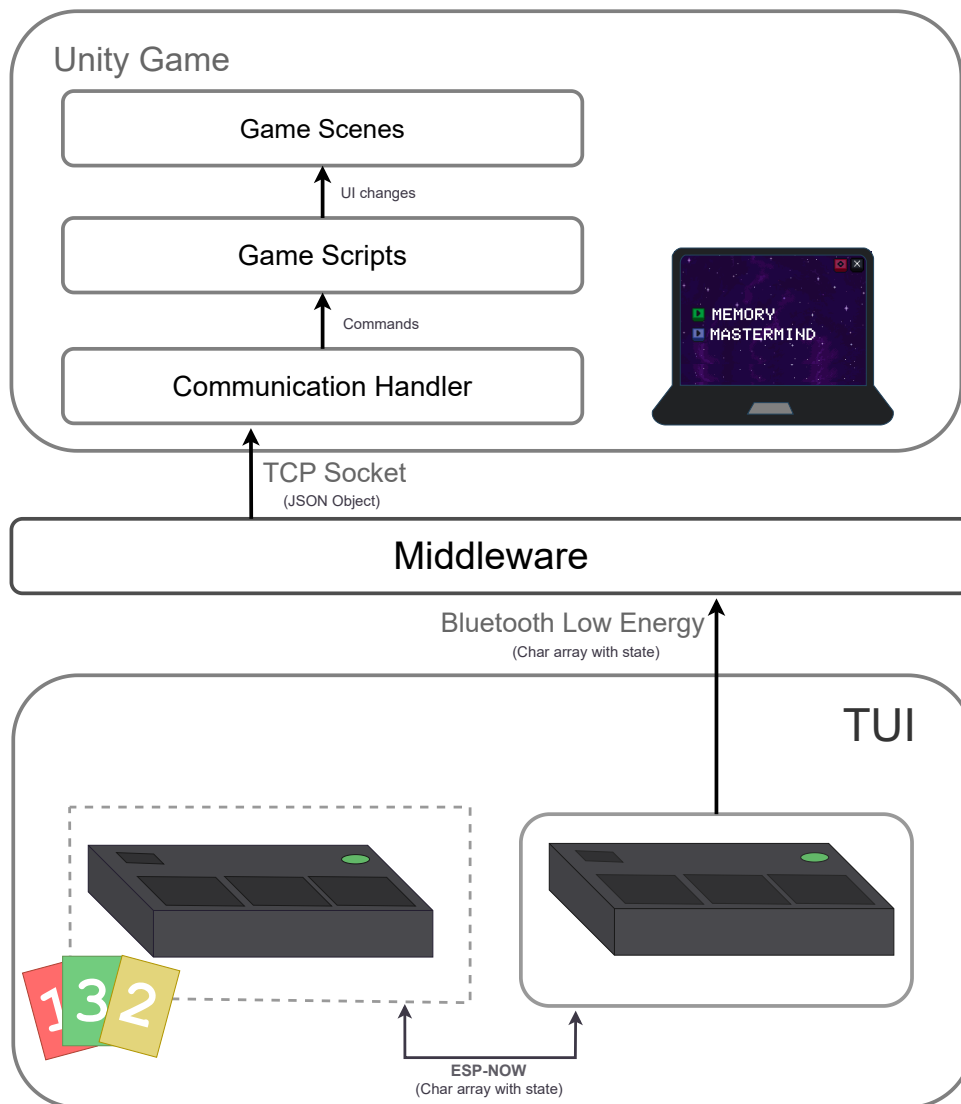 Unity Game
Game Scenes
UI changes
Game Scripts
Commands
Communication Handler
MEMORY
MASTERMIND
TCP Socket
(JSON Object)
Middleware
Bluetooth Low Energy
(Char array with state)
TUI
1
3
2
ESP-NOW
(Char array with state)